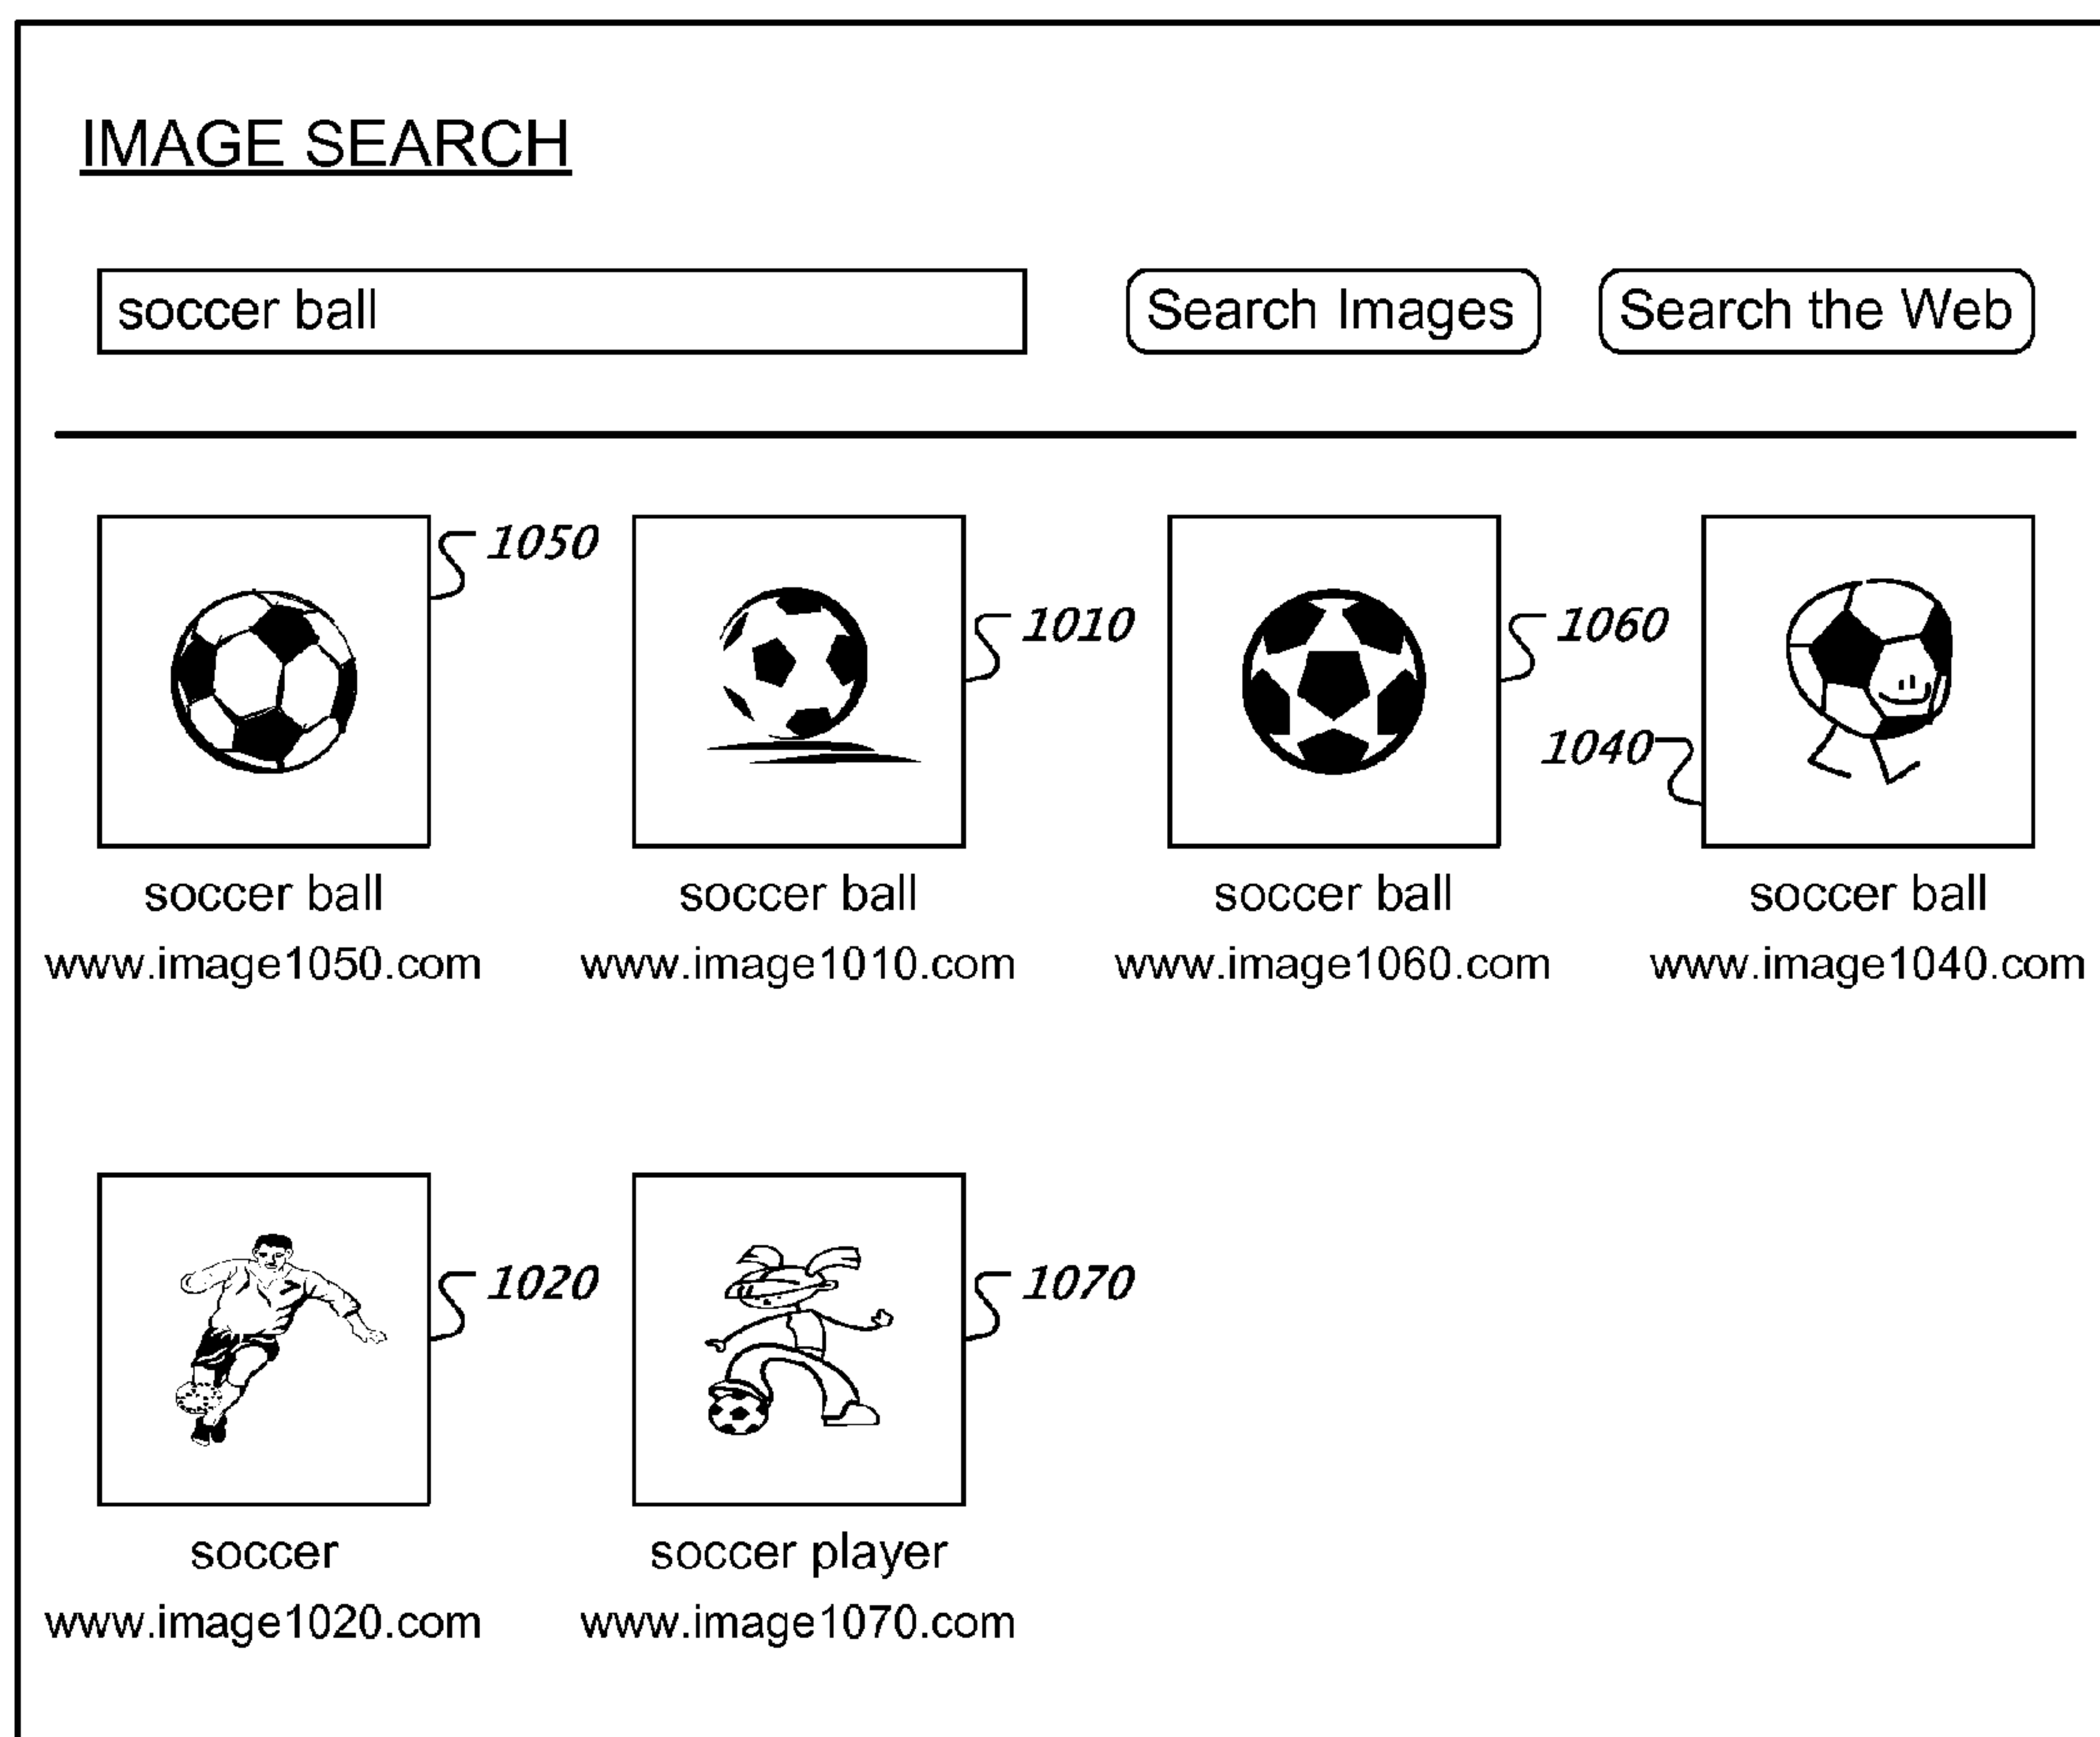 IMAGE SEARCH
soccer ball
Search Images
Search the Web
1050
1010
1060
1040
soccer ball
soccer ball
soccer ball
soccer ball
www.image1050.com
www.image1010.com
www.image1060.com
www.image1040.com
1020
1070
soccer
soccer player
www.image1020.com
www.image1070.com